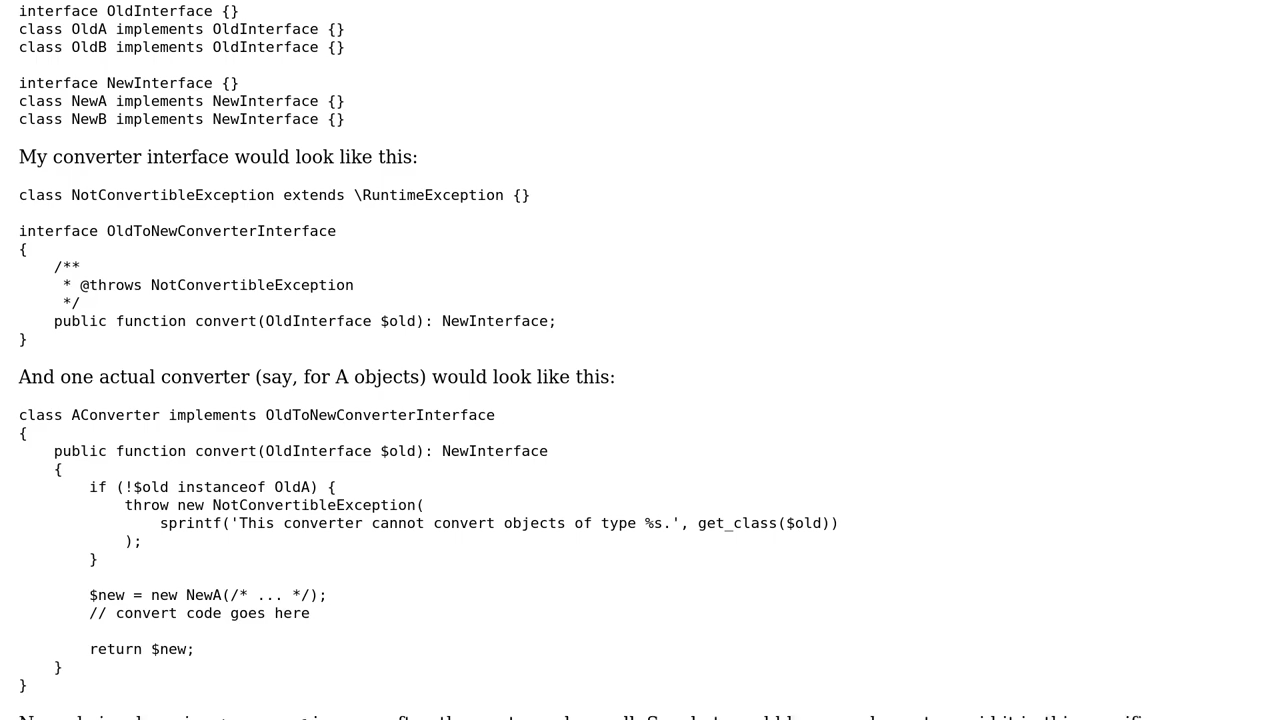 interface OldInterface {}
class OldA implements OldInterface {}
class OldB implements OldInterface {}

interface NewInterface {}
class NewA implements NewInterface {}
class NewB implements NewInterface {}

My converter interface would look like this:

class NotConvertibleException extends \RuntimeException {}

interface OldToNewConverterInterface
{
    /**
     * @throws NotConvertibleException
     */
    public function convert(OldInterface $old): NewInterface;
}

And one actual converter (say, for A objects) would look like this:

class AConverter implements OldToNewConverterInterface
{
    public function convert(OldInterface $old): NewInterface
    {
        if (!$old instanceof OldA) {
            throw new NotConvertibleException(
                sprintf('This converter cannot convert objects of type %s.', get_class($old))
            );
        }

        $new = new NewA(/* ... */);
        // convert code goes here

        return $new;
    }
}